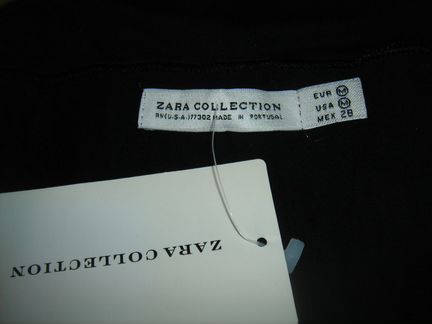 ZARA COLLECTION
RN(U.S.A.)77302 MADE IN PORTUGAL
EUR M
USA M
MEX 28
ZARA COLLECTION